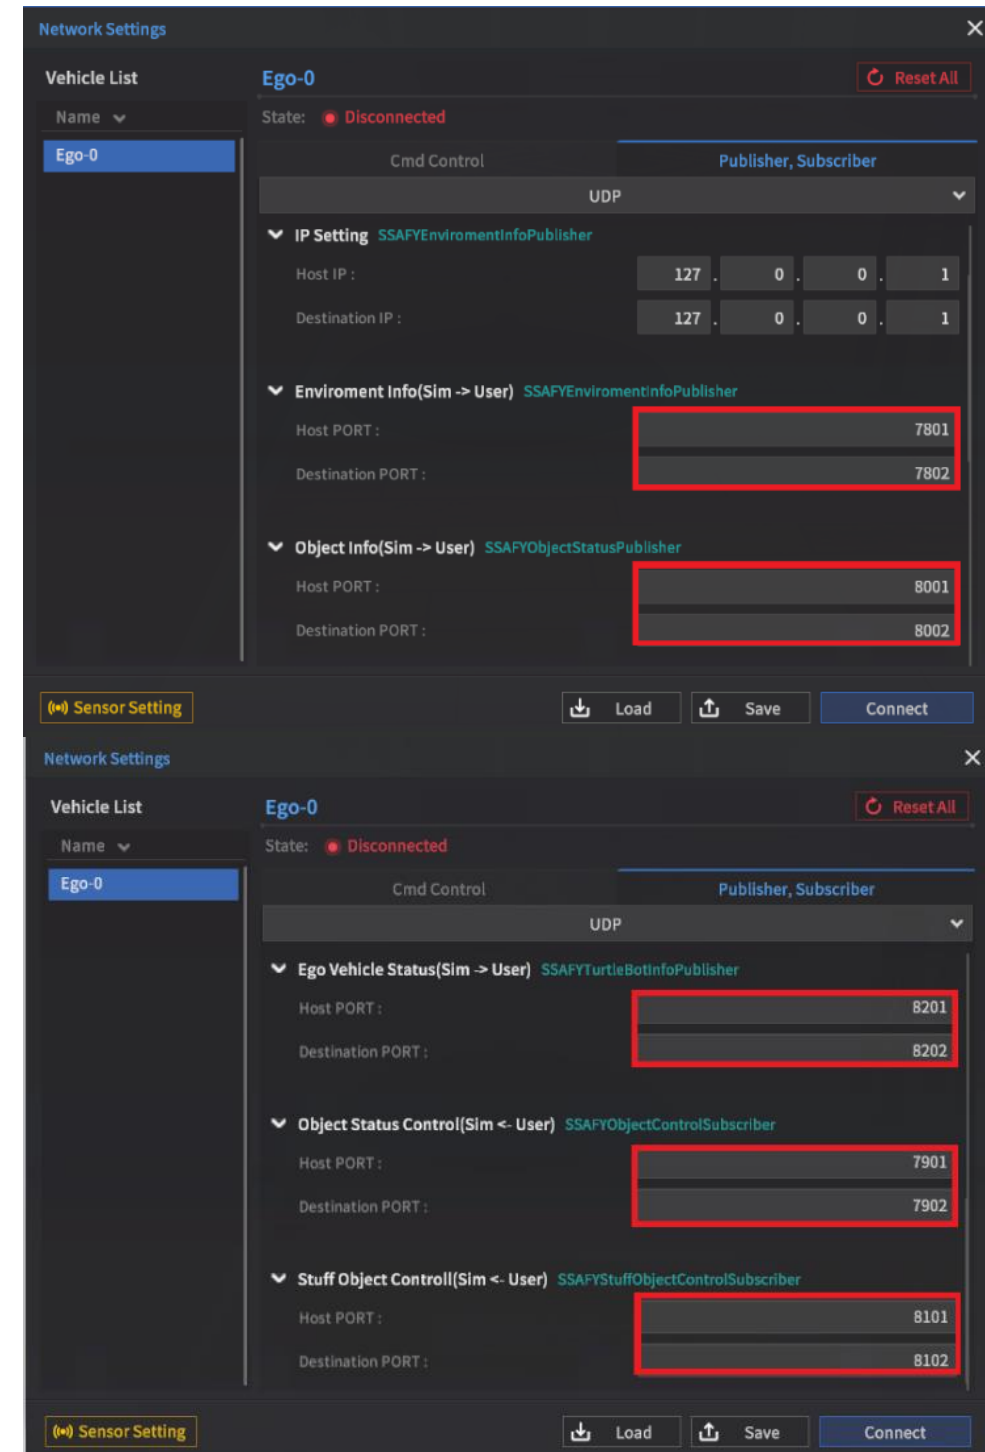 Network Settings
Vehicle List
Ego-0
Reset All
Name
State: Disconnected
Ego-0
Cmd Control
Publisher, Subscriber
UDP
IP Setting SSAFYEnviromentInfoPublisher
Host IP : 127 . 0 . 0 . 1
Destination IP : 127 . 0 . 0 . 1
Enviroment Info(Sim -> User) SSAFYEnviromentInfoPublisher
Host PORT : 7801
Destination PORT : 7802
Object Info(Sim -> User) SSAFYObjectStatusPublisher
Host PORT : 8001
Destination PORT : 8002
Sensor Setting
Load
Save
Connect
Network Settings
Vehicle List
Ego-0
Reset All
Name
State: Disconnected
Ego-0
Cmd Control
Publisher, Subscriber
UDP
Ego Vehicle Status(Sim -> User) SSAFYTurtleBotInfoPublisher
Host PORT : 8201
Destination PORT : 8202
Object Status Control(Sim <- User) SSAFYObjectControlSubscriber
Host PORT : 7901
Destination PORT : 7902
Stuff Object Controll(Sim <- User) SSAFYStuffObjectControlSubscriber
Host PORT : 8101
Destination PORT : 8102
Sensor Setting
Load
Save
Connect